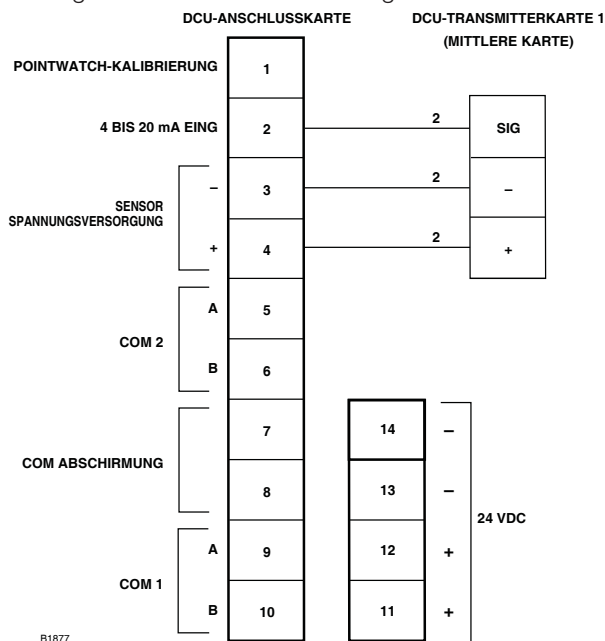 DCU-ANSCHLUSSKARTE
DCU-TRANSMITTERKARTE 1
(MITTLERE KARTE)
POINTWATCH-KALIBRIERUNG
1
4 BIS 20 mA EING
2
2
SIG
SENSOR
SPANNUNGSVERSORGUNG
–
3
2
–
+
4
2
+
COM 2
A
5
B
6
COM ABSCHIRMUNG
7
8
COM 1
A
9
B
10
14
–
13
–
12
+
11
+
24 VDC
B1877